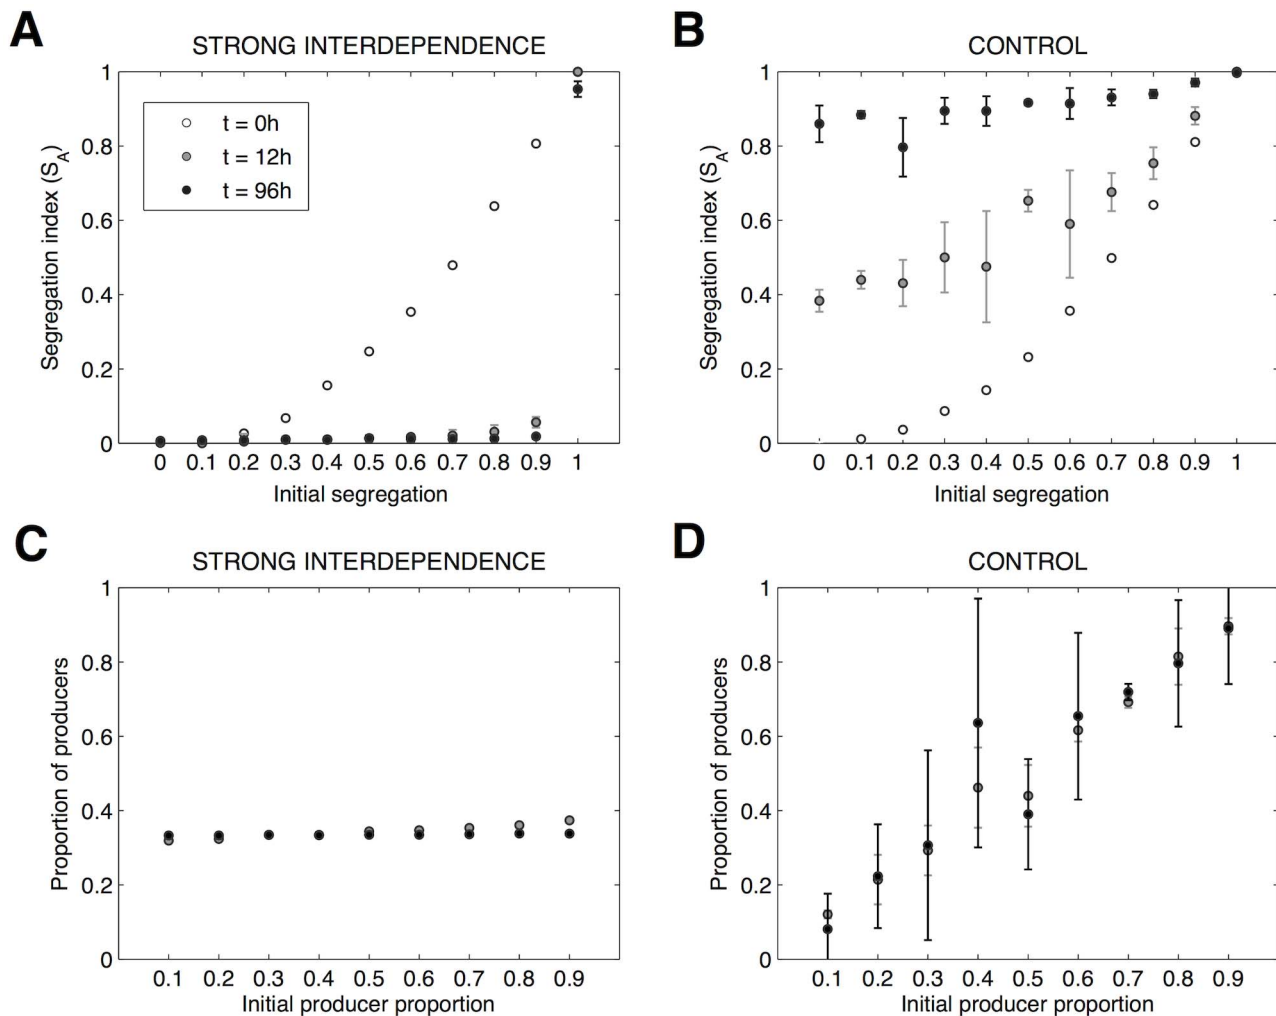 A
STRONG INTERDEPENDENCE
Segregation index (S_A)
1
0.8
0.6
0.4
0.2
0
t = 0h
t = 12h
t = 96h
0 0.1 0.2 0.3 0.4 0.5 0.6 0.7 0.8 0.9 1
Initial segregation
B
CONTROL
Segregation index (S_A)
1
0.8
0.6
0.4
0.2
0
0 0.1 0.2 0.3 0.4 0.5 0.6 0.7 0.8 0.9 1
Initial segregation
C
STRONG INTERDEPENDENCE
Proportion of producers
1
0.8
0.6
0.4
0.2
0
0.1 0.2 0.3 0.4 0.5 0.6 0.7 0.8 0.9
Initial producer proportion
D
CONTROL
Proportion of producers
1
0.8
0.6
0.4
0.2
0
0.1 0.2 0.3 0.4 0.5 0.6 0.7 0.8 0.9
Initial producer proportion